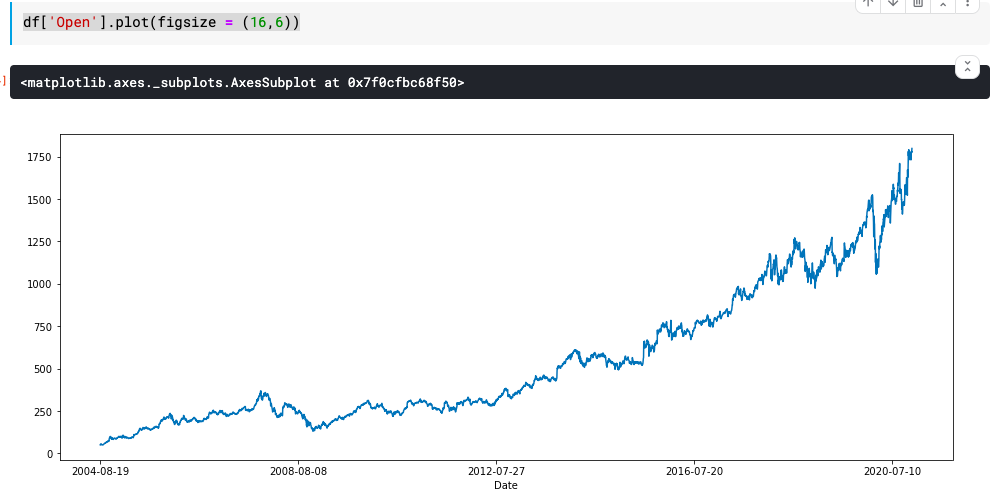 df['Open'].plot(figsize = (16,6))
<matplotlib.axes._subplots.AxesSubplot at 0x7f0cfbc68f50>
1750
1500
1250
1000
750
500
250
0
2004-08-19 2008-08-08 2012-07-27 2016-07-20 2020-07-10
Date